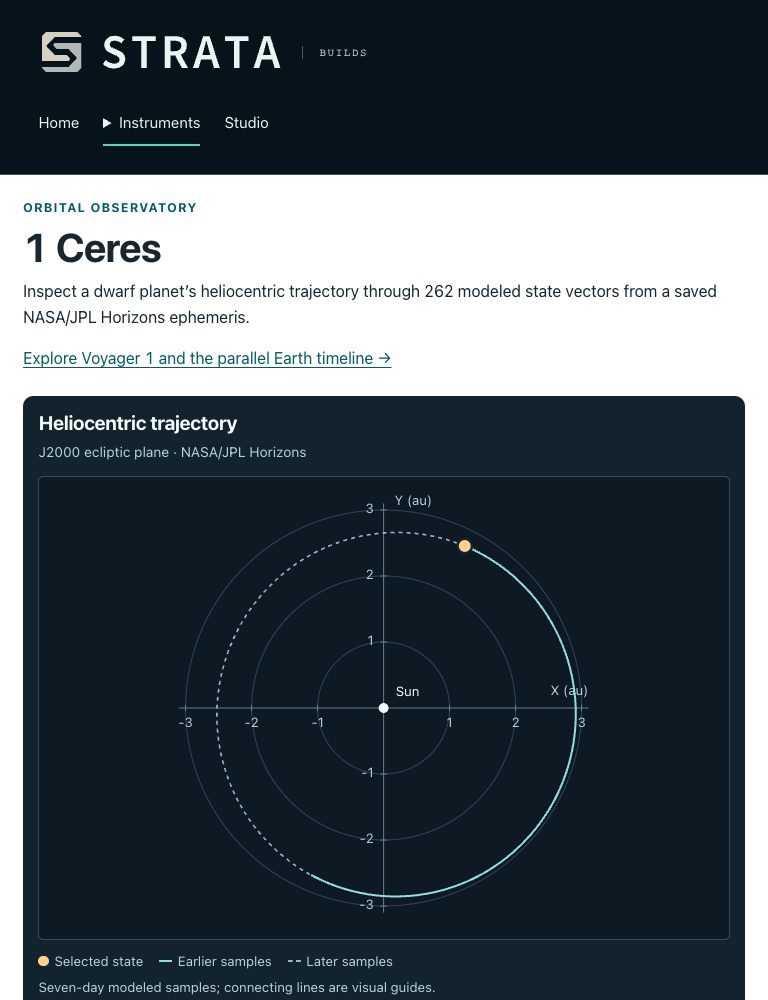 STRATA
BUILDS
Home
Instruments
Studio
ORBITAL OBSERVATORY
1 Ceres
Inspect a dwarf planet’s heliocentric trajectory through 262 modeled state vectors from a saved
NASA/JPL Horizons ephemeris.
Explore Voyager 1 and the parallel Earth timeline →
Heliocentric trajectory
J2000 ecliptic plane · NASA/JPL Horizons
Y (au)
3
2
1
Sun
X (au)
-3 -2 -1 1 2 3
-1
-2
-3
Selected state
Earlier samples
Later samples
Seven-day modeled samples; connecting lines are visual guides.